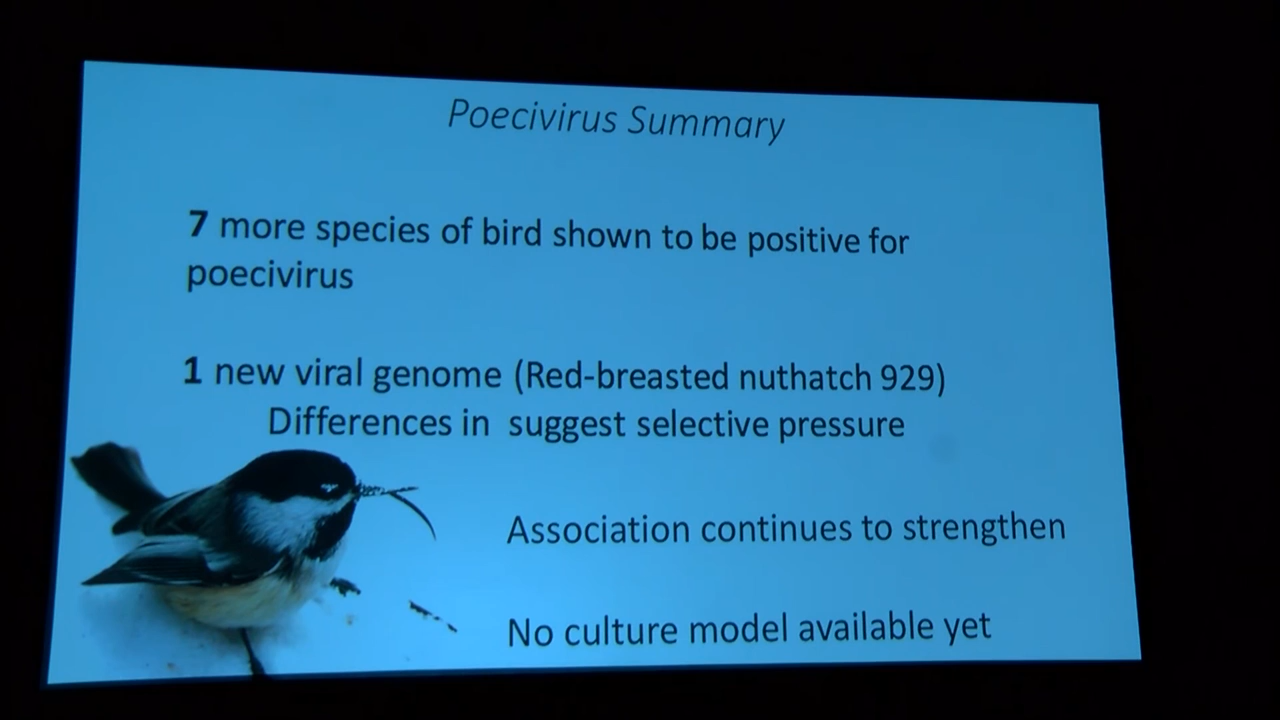 Poecivirus Summary
7 more species of bird shown to be positive for
poecivirus
1 new viral genome (Red-breasted nuthatch 929)
Differences in  suggest selective pressure
Association continues to strengthen
No culture model available yet